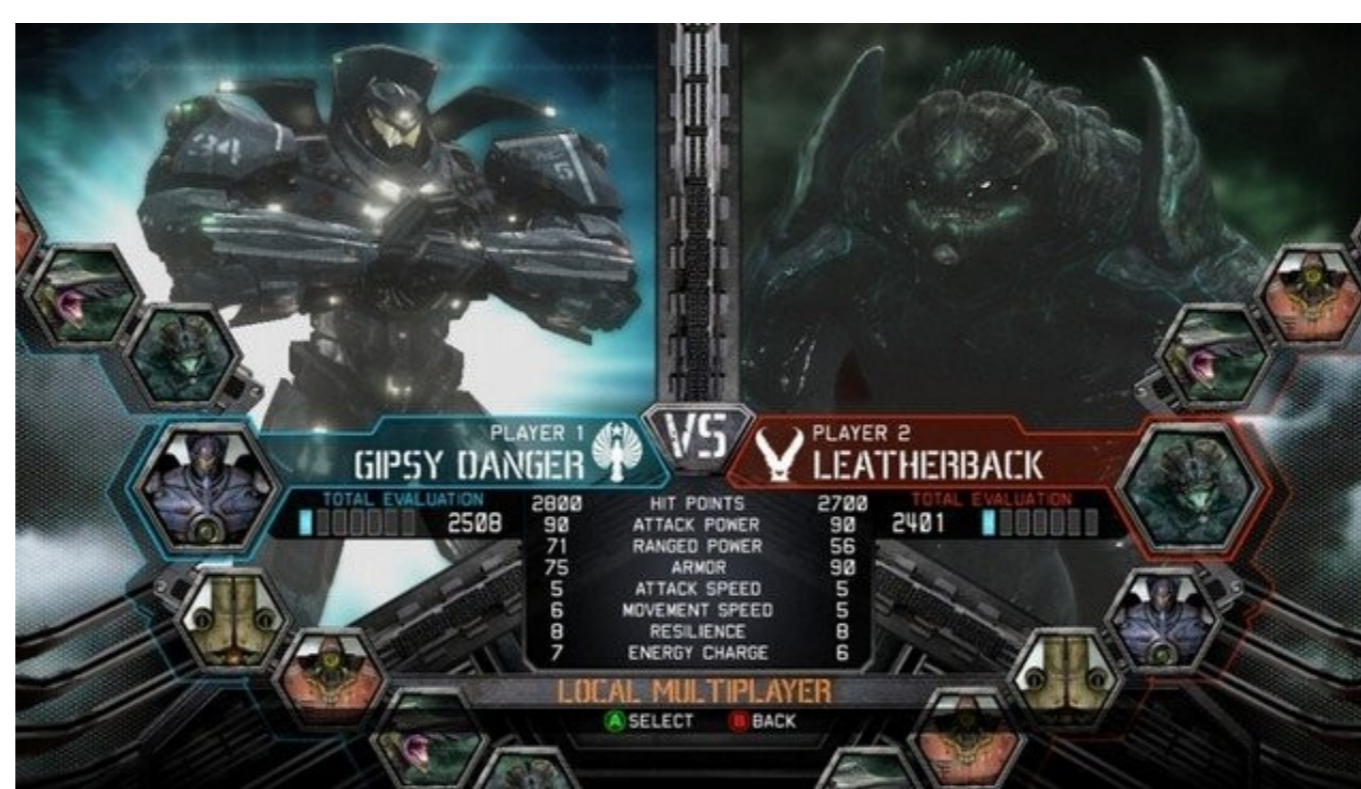 PLAYER 1
GIPSY DANGER
VS
PLAYER 2
LEATHERBACK
TOTAL EVALUATION
2508
TOTAL EVALUATION
2401
2800 HIT POINTS 2700
90 ATTACK POWER 90
71 RANGED POWER 56
75 ARMOR 90
5 ATTACK SPEED 5
6 MOVEMENT SPEED 5
8 RESILIENCE 8
7 ENERGY CHARGE 6
LOCAL MULTIPLAYER
A SELECT B BACK